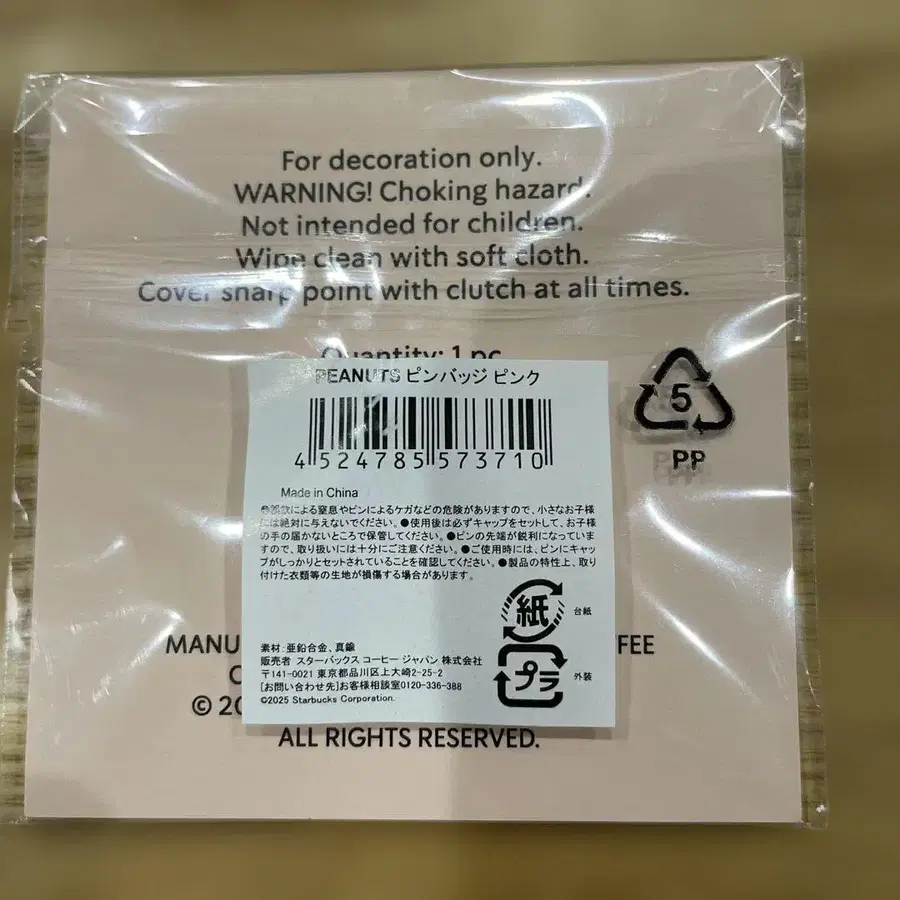 For decoration only.
WARNING! Choking hazard.
Not intended for children.
Wipe clean with soft cloth.
Cover sharp point with clutch at all times.
Quantity: 1 pc
PEANUTS ピンバッジ ピンク
4 524785 573710
5
PP
Made in China
●誤飲による窒息やピンによるケガなどの危険がありますので、小さなお子様
には絶対に与えないでください。●使用後は必ずキャップをセットして、お子様
の手の届かないところで保管してください。●ピンの先端が鋭利になっていま
すので、取り扱いには十分にご注意ください。●ご使用時には、ピンにキャッ
プがしっかりとセットされていることを確認してください。●製品の特性上、取り
付けた衣類等の生地が損傷する場合があります。
紙 台紙
プラ 外装
素材:亜鉛合金、真鍮
販売者 スターバックス コーヒー ジャパン 株式会社
〒141-0021 東京都品川区上大崎2-25-2
[お問い合わせ先]お客様相談室0120-336-388
©2025 Starbucks Corporation.
MANU FEE
C
© 20
ALL RIGHTS RESERVED.